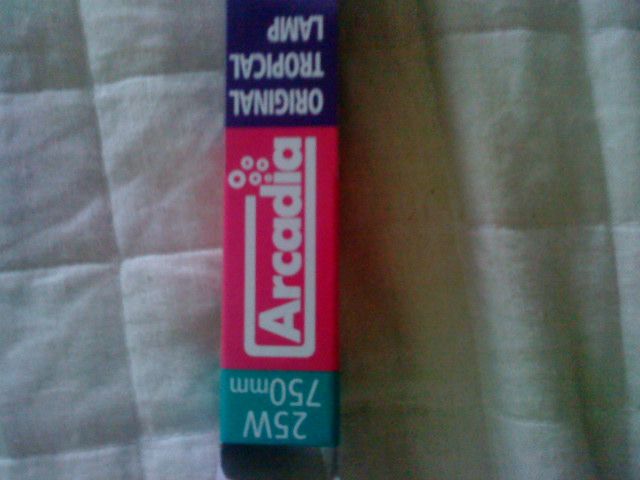 25W
750mm
Arcadia
ORIGINAL
TROPICAL
LAMP